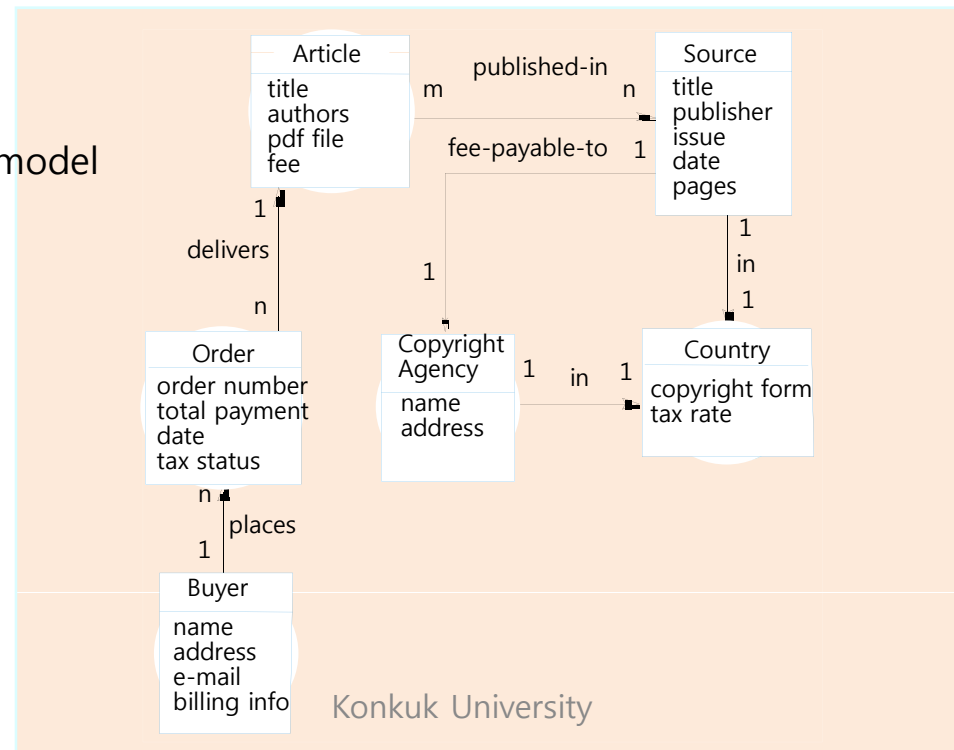 Article
title
authors
pdf file
fee
published-in
m
n
Source
title
publisher
issue
date
pages
model
fee-payable-to
1
1
delivers
n
1
1
in
1
Order
order number
total payment
date
tax status
Copyright
Agency
name
address
1
in
1
Country
copyright form
tax rate
n
places
1
Buyer
name
address
e-mail
billing info
Konkuk University